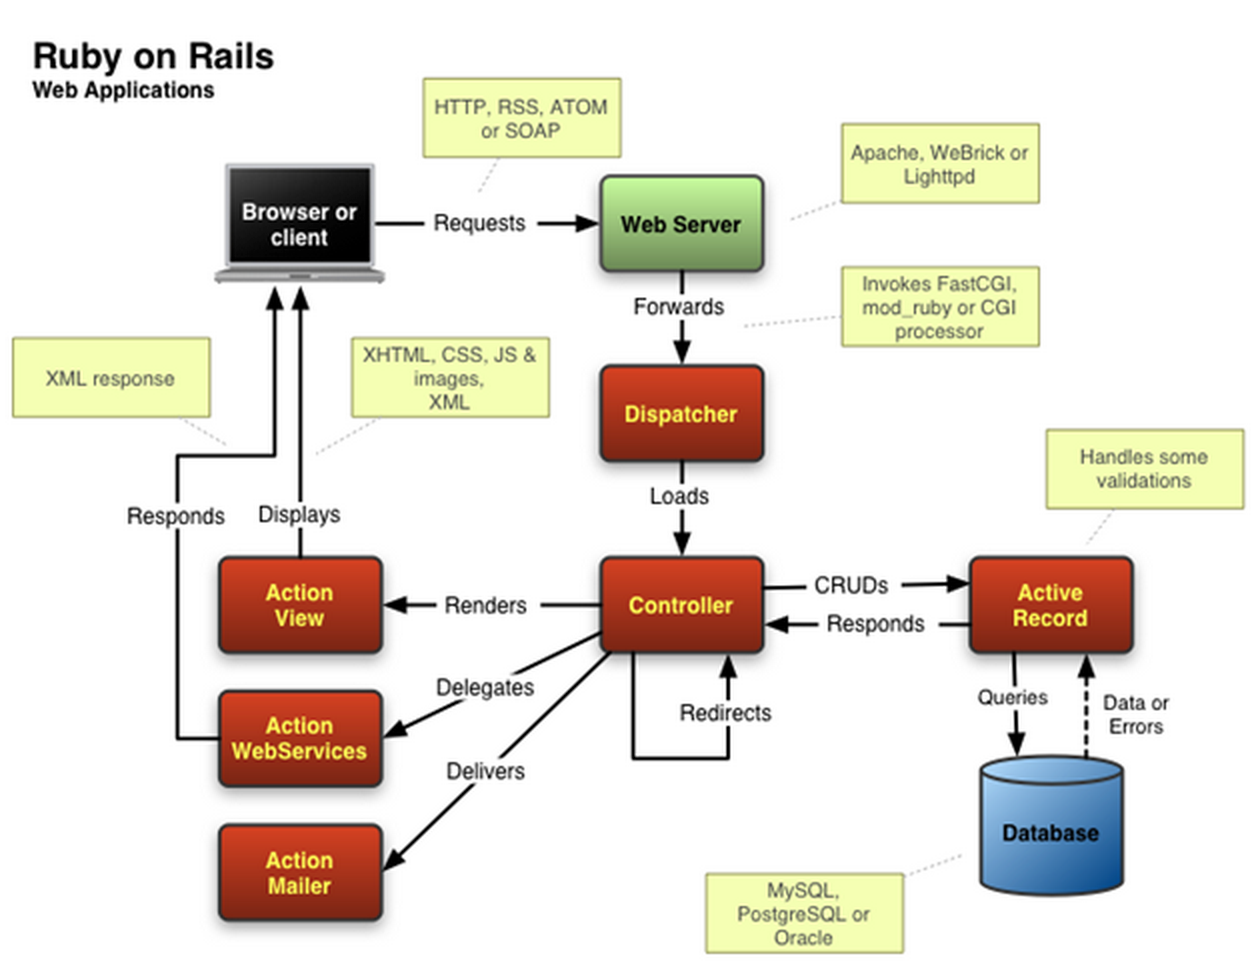 Ruby on Rails
Web Applications
HTTP, RSS, ATOM
or SOAP
Apache, WeBrick or
Lighttpd
Browser or
client
Requests
Web Server
Forwards
Invokes FastCGI,
mod_ruby or CGI
processor
XML response
XHTML, CSS, JS &
images,
XML
Dispatcher
Handles some
validations
Responds
Displays
Loads
Action
View
Renders
Controller
CRUDs
Responds
Active
Record
Delegates
Redirects
Queries
Data or
Errors
Action
WebServices
Delivers
Database
Action
Mailer
MySQL,
PostgreSQL or
Oracle